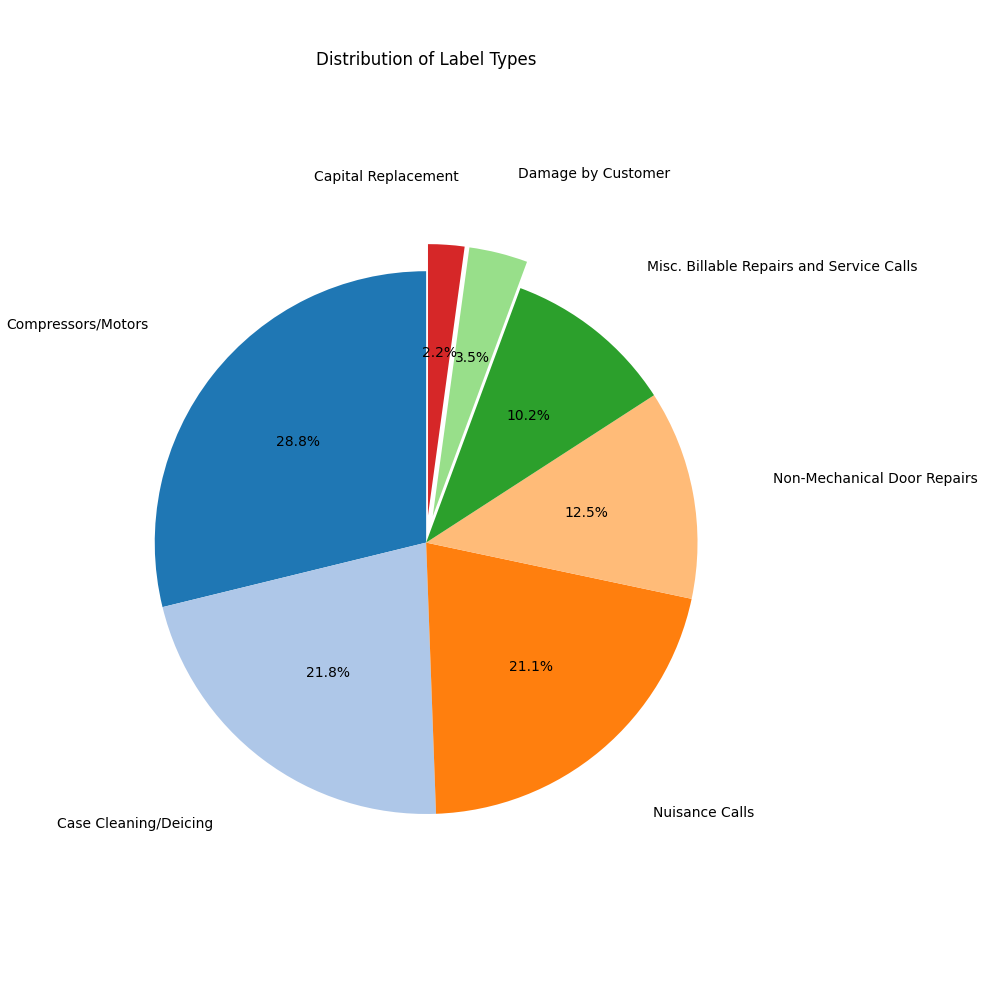 Distribution of Label Types
Capital Replacement
Damage by Customer
Misc. Billable Repairs and Service Calls
Compressors/Motors
2.2%
3.5%
10.2%
28.8%
Non-Mechanical Door Repairs
12.5%
21.1%
21.8%
Nuisance Calls
Case Cleaning/Deicing